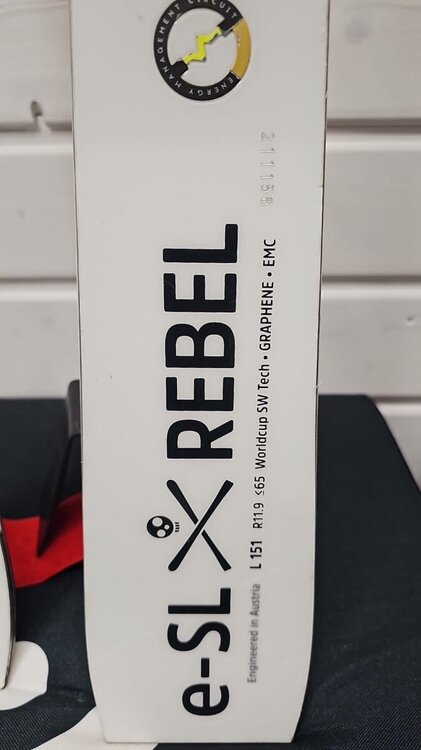 ENERGY MANAGEMENT CIRCUIT
211156
e-SL REBEL
Engineered in Austria L 151 R11.9 ≤65 Worldcup SW Tech • GRAPHENE • EMC